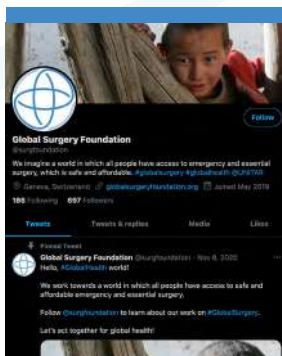 Follow
Global Surgery Foundation
@surgfoundation
We imagine a world in which all people have access to emergency and essential
surgery, which is safe and affordable. #globalsurgery #globalhealth @UNITAR
Geneva, Switzerland globalsurgeryfoundation.org Joined May 2019
186 Following 697 Followers
Tweets Tweets & replies Media Likes
Pinned Tweet
Global Surgery Foundation @surgfoundation · Nov 8, 2020
Hello, #GlobalHealth world!
We work towards a world in which all people have access to safe and
affordable emergency and essential surgery.
Follow @surgfoundation to learn about our work on #GlobalSurgery.
Let's act together for global health!